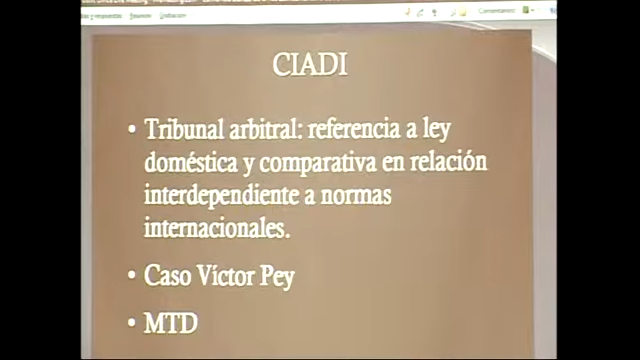 CIADI
• Tribunal arbitral: referencia a ley
doméstica y comparativa en relación
interdependiente a normas
internacionales.
• Caso Víctor Pey
• MTD